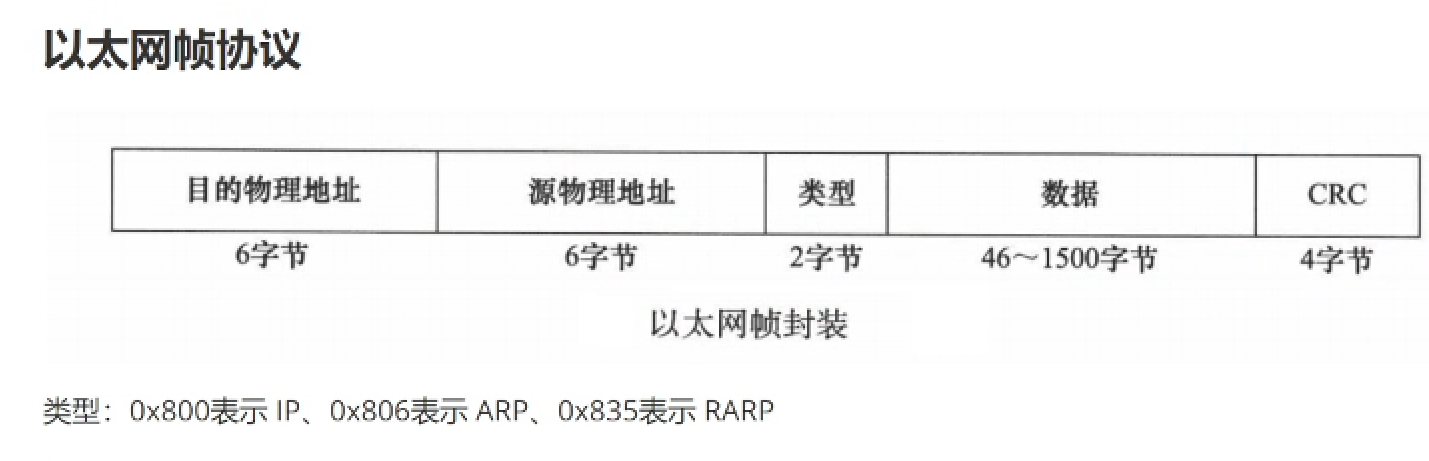 以太网帧协议
目的物理地址 源物理地址 类型 数据 CRC
6字节 6字节 2字节 46～1500字节 4字节
以太网帧封装
类型：0x800表示 IP、0x806表示 ARP、0x835表示 RARP